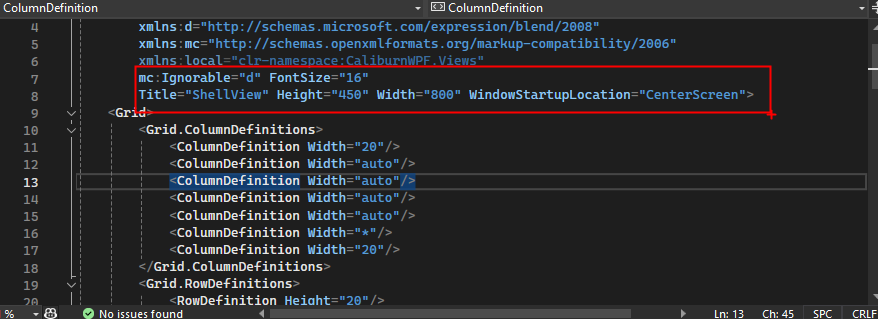 ColumnDefinition
ColumnDefinition
4 xmlns:d="http://schemas.microsoft.com/expression/blend/2008"
5 xmlns:mc="http://schemas.openxmlformats.org/markup-compatibility/2006"
6 xmlns:local="clr-namespace:CaliburnWPF.Views"
7 mc:Ignorable="d" FontSize="16"
8 Title="ShellView" Height="450" Width="800" WindowStartupLocation="CenterScreen">
9 <Grid>
10 <Grid.ColumnDefinitions>
11 <ColumnDefinition Width="20"/>
12 <ColumnDefinition Width="auto"/>
13 <ColumnDefinition Width="auto"/>
14 <ColumnDefinition Width="auto"/>
15 <ColumnDefinition Width="auto"/>
16 <ColumnDefinition Width="*"/>
17 <ColumnDefinition Width="20"/>
18 </Grid.ColumnDefinitions>
19 <Grid.RowDefinitions>
20 <RowDefinition Height="20"/>
% No issues found Ln: 13 Ch: 45 SPC CRLF